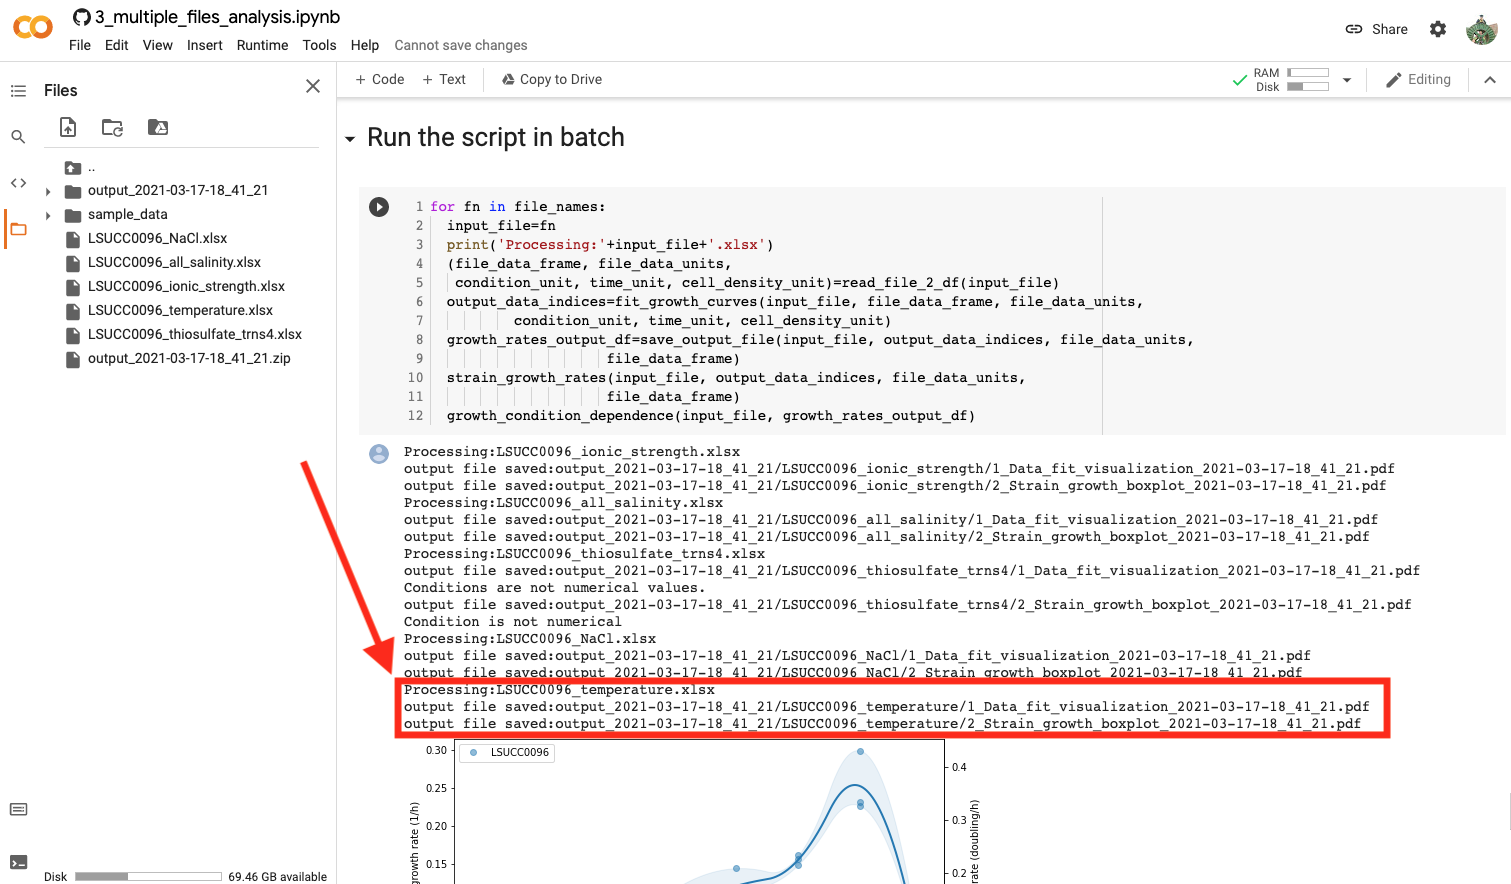 3_multiple_files_analysis.ipynb
File Edit View Insert Runtime Tools Help Cannot save changes
Share
Files
+ Code + Text Copy to Drive
RAM
Disk
Editing
..
output_2021-03-17-18_41_21
sample_data
LSUCC0096_NaCl.xlsx
LSUCC0096_all_salinity.xlsx
LSUCC0096_ionic_strength.xlsx
LSUCC0096_temperature.xlsx
LSUCC0096_thiosulfate_trns4.xlsx
output_2021-03-17-18_41_21.zip
Disk 69.46 GB available
Run the script in batch
1 for fn in file_names:
2 input_file=fn
3 print('Processing:'+input_file+'.xlsx')
4 (file_data_frame, file_data_units,
5 condition_unit, time_unit, cell_density_unit)=read_file_2_df(input_file)
6 output_data_indices=fit_growth_curves(input_file, file_data_frame, file_data_units,
7 condition_unit, time_unit, cell_density_unit)
8 growth_rates_output_df=save_output_file(input_file, output_data_indices, file_data_units,
9 file_data_frame)
10 strain_growth_rates(input_file, output_data_indices, file_data_units,
11 file_data_frame)
12 growth_condition_dependence(input_file, growth_rates_output_df)
Processing:LSUCC0096_ionic_strength.xlsx
output file saved:output_2021-03-17-18_41_21/LSUCC0096_ionic_strength/1_Data_fit_visualization_2021-03-17-18_41_21.pdf
output file saved:output_2021-03-17-18_41_21/LSUCC0096_ionic_strength/2_Strain_growth_boxplot_2021-03-17-18_41_21.pdf
Processing:LSUCC0096_all_salinity.xlsx
output file saved:output_2021-03-17-18_41_21/LSUCC0096_all_salinity/1_Data_fit_visualization_2021-03-17-18_41_21.pdf
output file saved:output_2021-03-17-18_41_21/LSUCC0096_all_salinity/2_Strain_growth_boxplot_2021-03-17-18_41_21.pdf
Processing:LSUCC0096_thiosulfate_trns4.xlsx
output file saved:output_2021-03-17-18_41_21/LSUCC0096_thiosulfate_trns4/1_Data_fit_visualization_2021-03-17-18_41_21.pdf
Conditions are not numerical values.
output file saved:output_2021-03-17-18_41_21/LSUCC0096_thiosulfate_trns4/2_Strain_growth_boxplot_2021-03-17-18_41_21.pdf
Condition is not numerical
Processing:LSUCC0096_NaCl.xlsx
output file saved:output_2021-03-17-18_41_21/LSUCC0096_NaCl/1_Data_fit_visualization_2021-03-17-18_41_21.pdf
output file saved:output_2021-03-17-18_41_21/LSUCC0096_NaCl/2_Strain_growth_boxplot_2021-03-17-18_41_21.pdf
Processing:LSUCC0096_temperature.xlsx
output file saved:output_2021-03-17-18_41_21/LSUCC0096_temperature/1_Data_fit_visualization_2021-03-17-18_41_21.pdf
output file saved:output_2021-03-17-18_41_21/LSUCC0096_temperature/2_Strain_growth_boxplot_2021-03-17-18_41_21.pdf
LSUCC0096
0.30
0.25
0.20
0.15
growth rate (1/h)
0.4
0.3
0.2
rate (doubling/h)